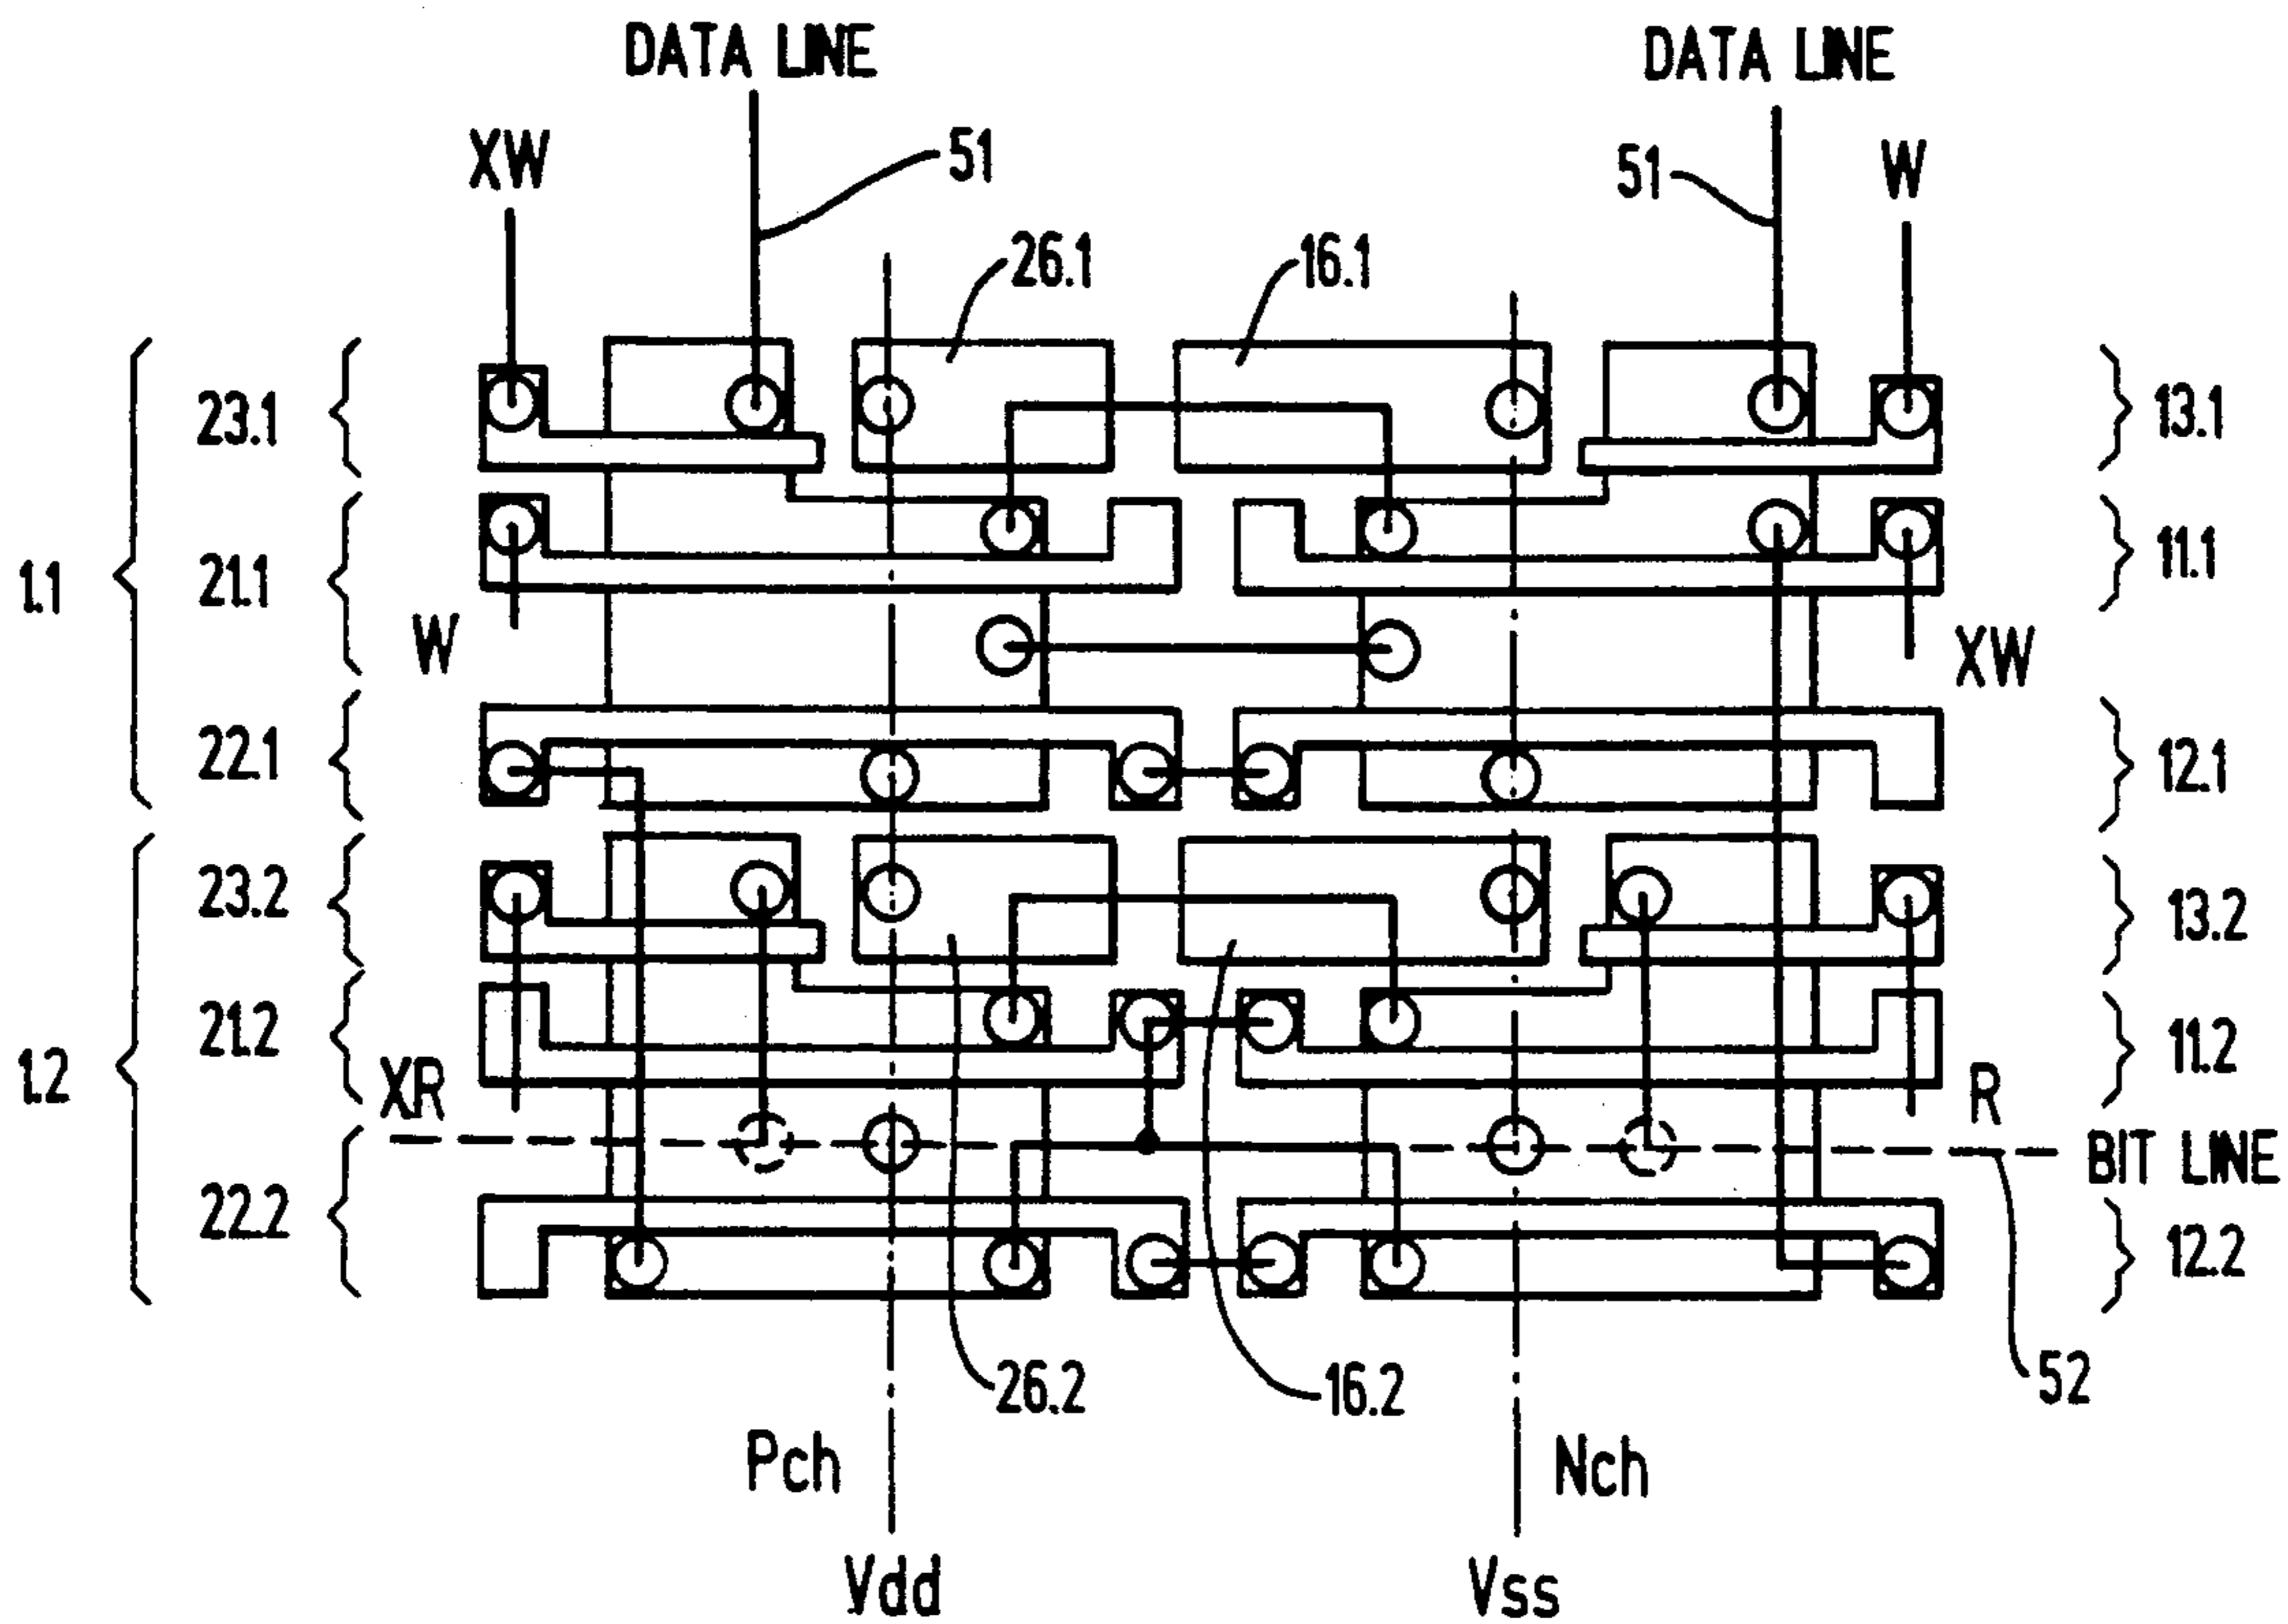 DATA LINE
DATA LINE
XW
51
51
W
26.1
16.1
23.1
13.1
1.1
21.1
11.1
W
XW
22.1
12.1
23.2
13.2
1.2
21.2
11.2
XR
R
BIT LINE
22.2
12.2
26.2
16.2
52
Pch
Nch
Vdd
Vss